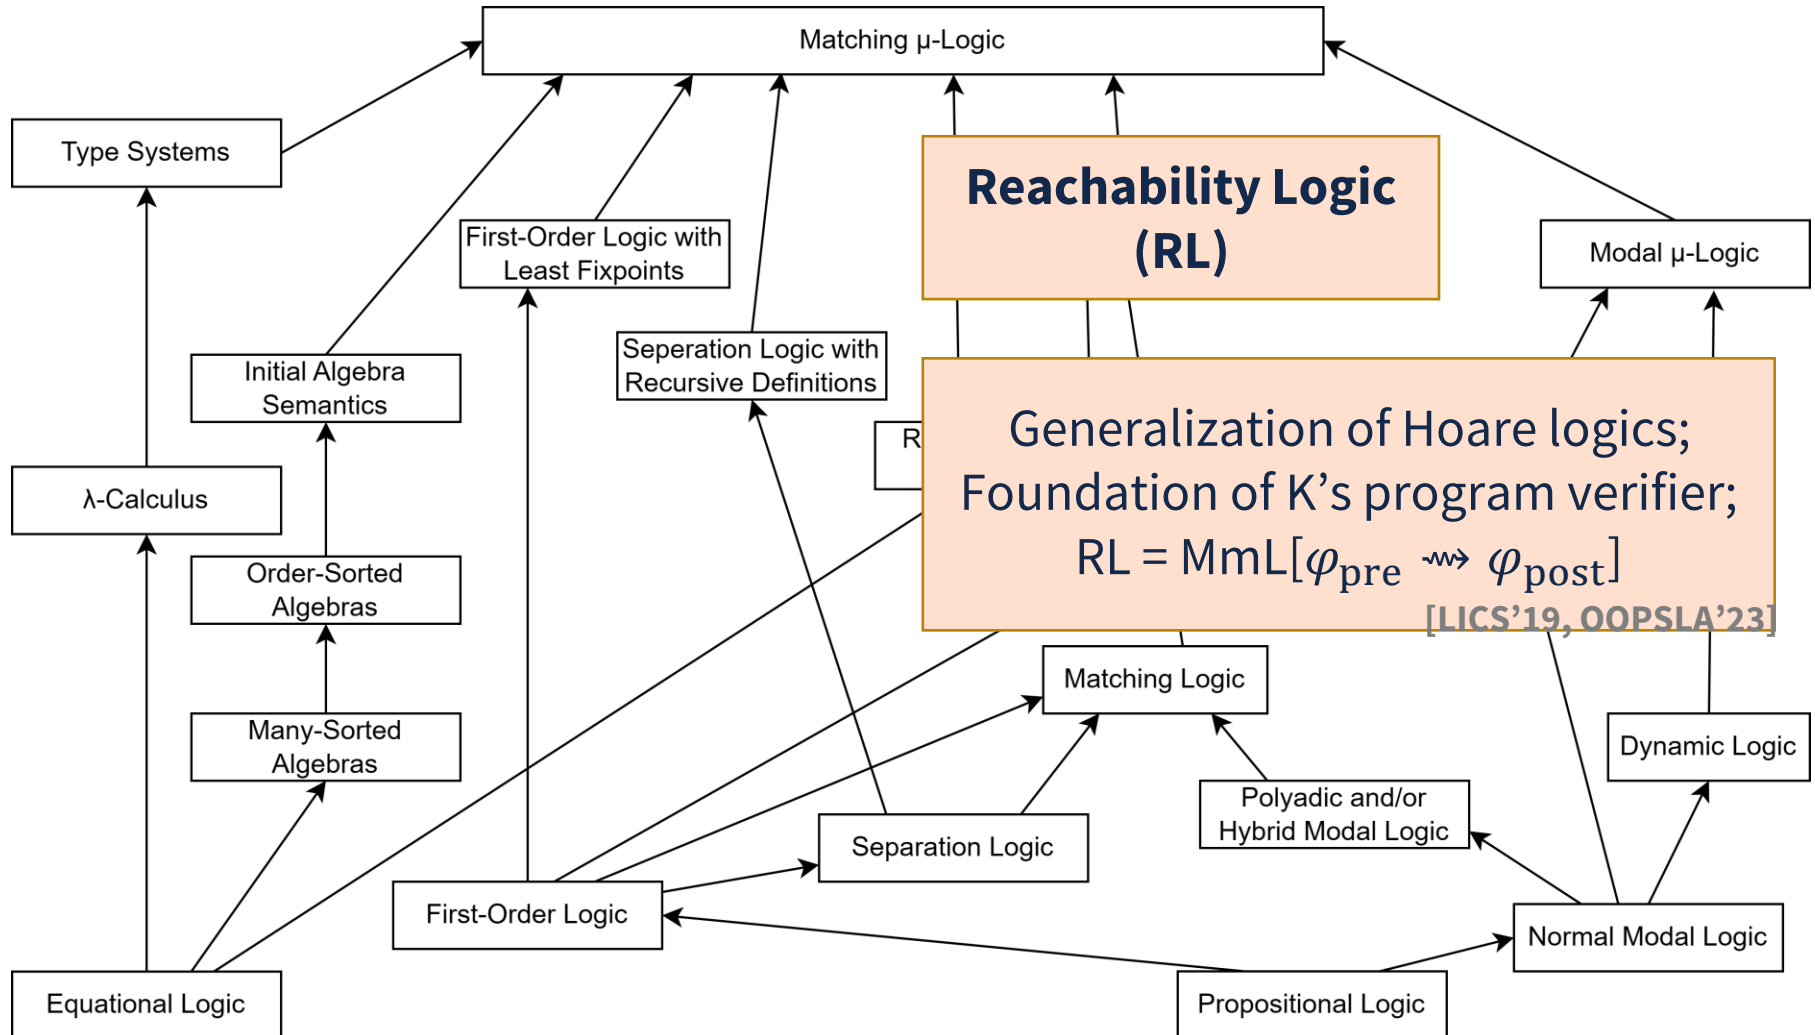 Matching µ-Logic
Type Systems
Reachability Logic
(RL)
First-Order Logic with
Least Fixpoints
Modal µ-Logic
Seperation Logic with
Recursive Definitions
Initial Algebra
Semantics
R
Generalization of Hoare logics;
Foundation of K’s program verifier;
RL = MmL[𝜑pre ⇝ 𝜑post]
[LICS’19, OOPSLA’23]
λ-Calculus
Order-Sorted
Algebras
Matching Logic
Many-Sorted
Algebras
Dynamic Logic
Polyadic and/or
Hybrid Modal Logic
Separation Logic
First-Order Logic
Normal Modal Logic
Equational Logic
Propositional Logic